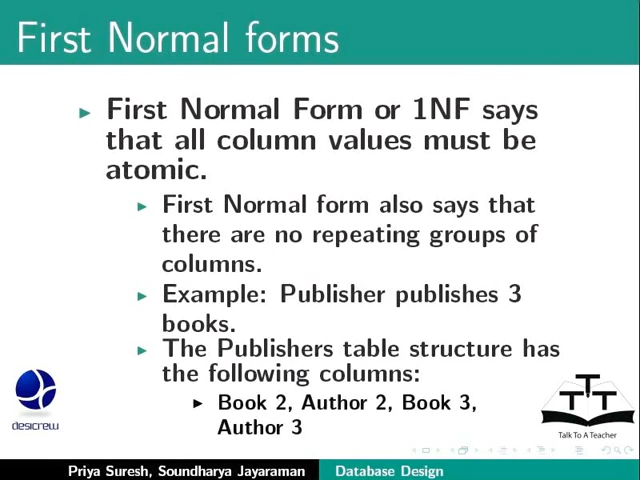 First Normal forms
First Normal Form or 1NF says
that all column values must be
atomic.
First Normal form also says that
there are no repeating groups of
columns.
Example: Publisher publishes 3
books.
The Publishers table structure has
the following columns:
Book 2, Author 2, Book 3,
Author 3
desicrew
TTT
Talk To A Teacher
Priya Suresh, Soundharya Jayaraman
Database Design